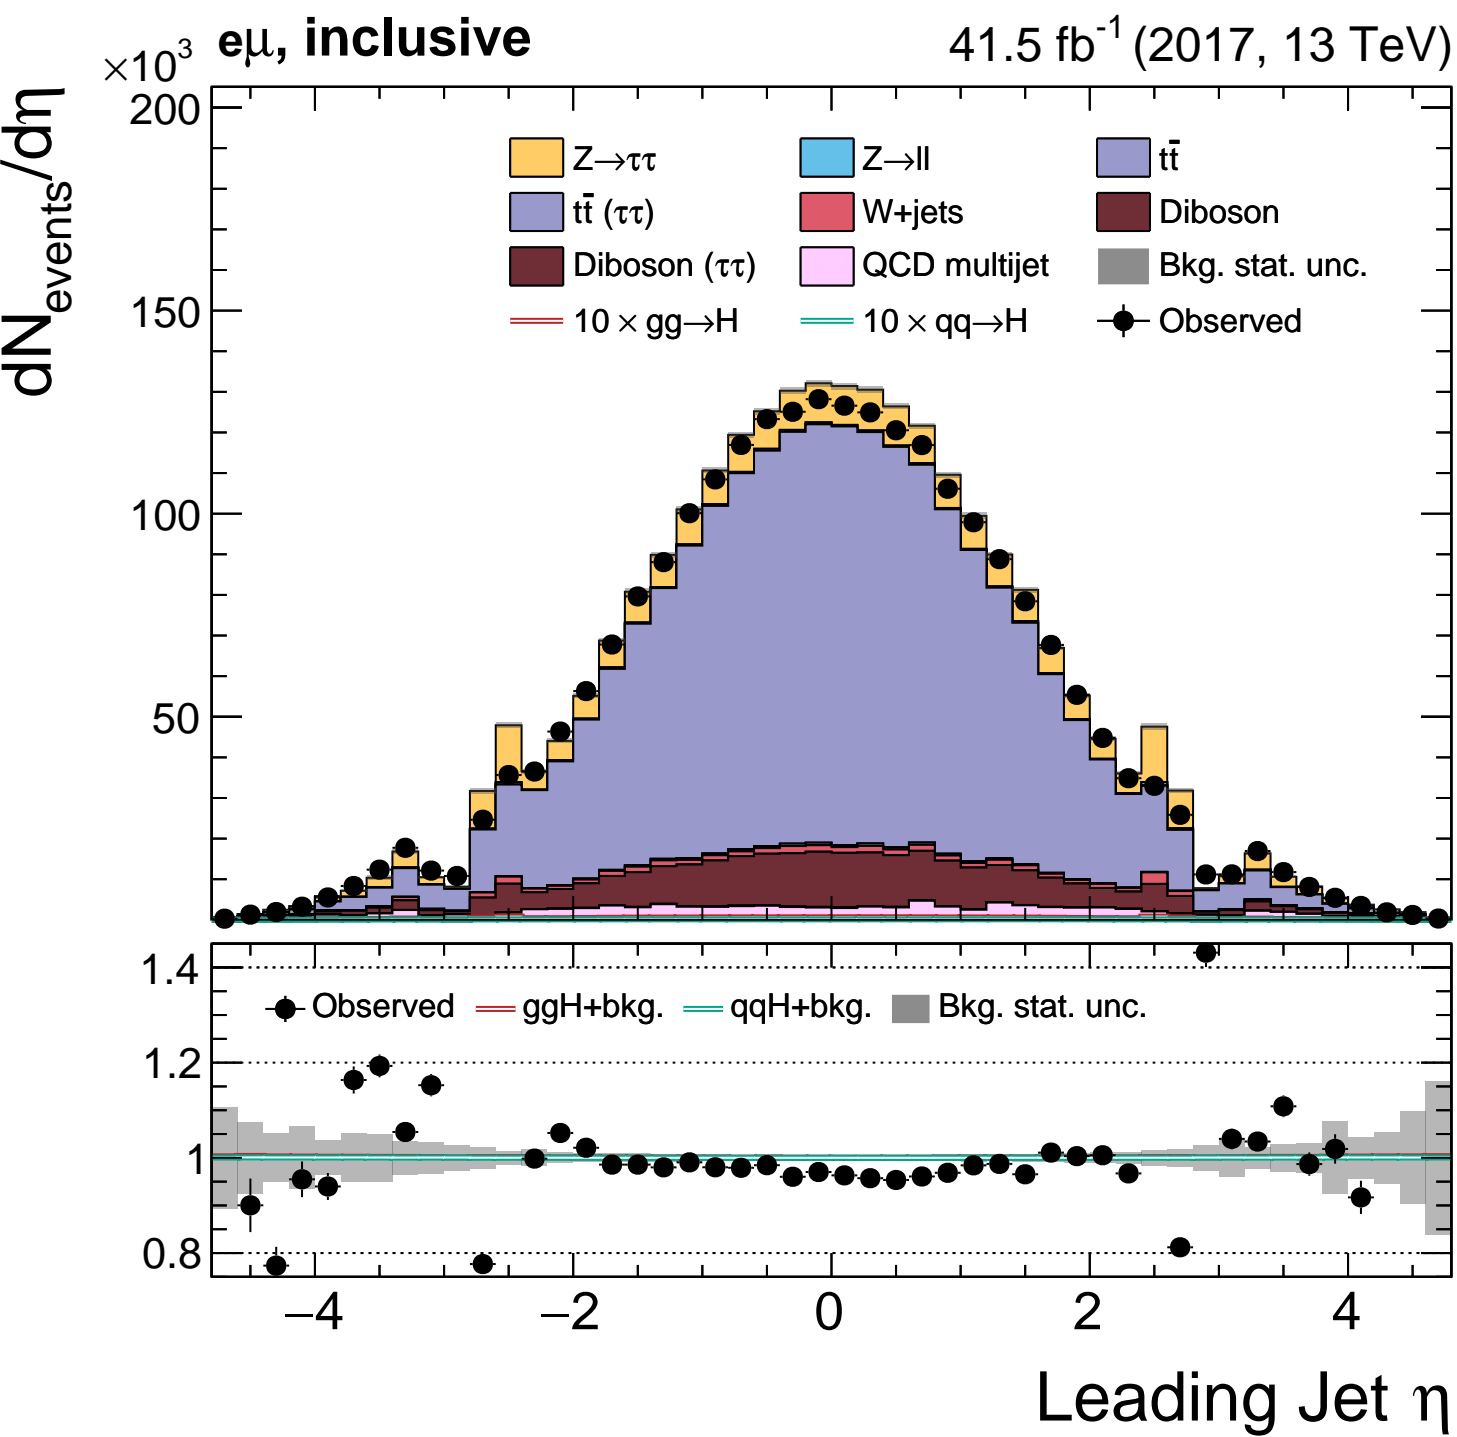 ×10³ eμ, inclusive 41.5 fb⁻¹ (2017, 13 TeV)
dN_events/dη
200
150
100
50
Z→ττ Z→ll tt̄
tt̄ (ττ) W+jets Diboson
Diboson (ττ) QCD multijet Bkg. stat. unc.
10 × gg→H 10 × qq→H Observed
1.4
1.2
1
0.8
Observed ggH+bkg. qqH+bkg. Bkg. stat. unc.
−4 −2 0 2 4
Leading Jet η